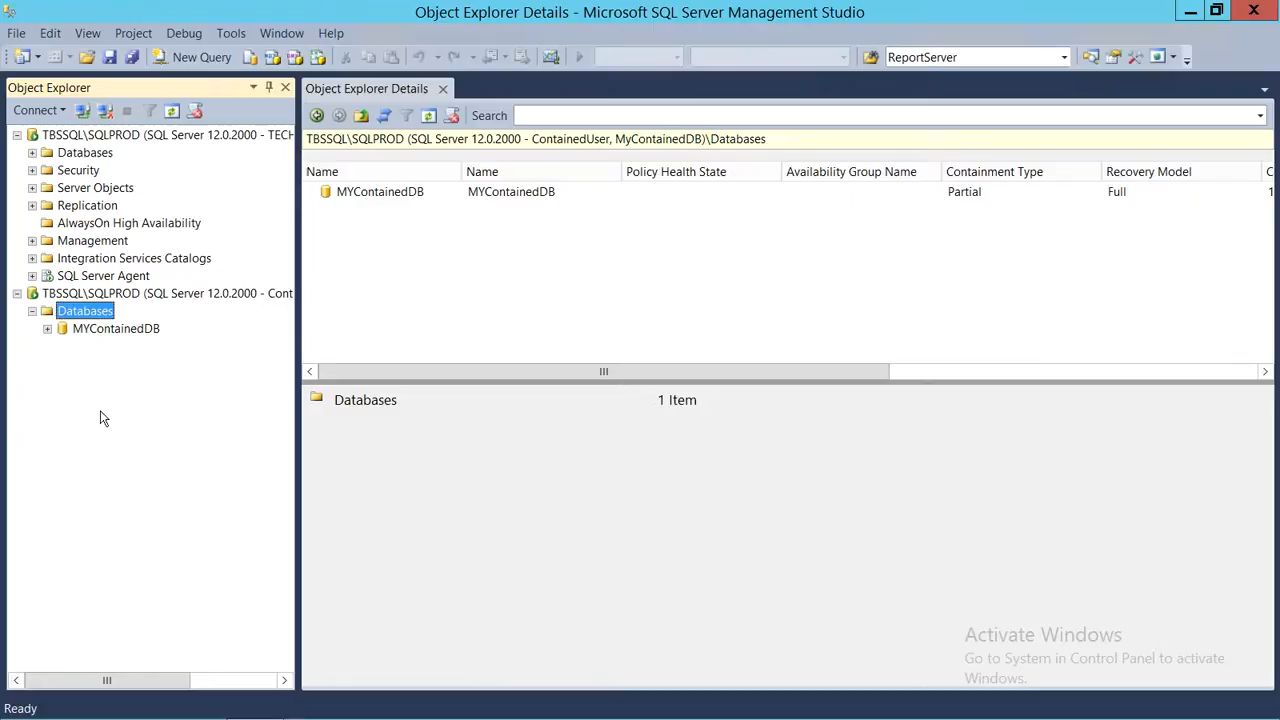 Object Explorer Details - Microsoft SQL Server Management Studio
File Edit View Project Debug Tools Window Help
New Query ReportServer
Object Explorer
Connect
TBSSQL\SQLPROD (SQL Server 12.0.2000 - TECH
Databases
Security
Server Objects
Replication
AlwaysOn High Availability
Management
Integration Services Catalogs
SQL Server Agent
TBSSQL\SQLPROD (SQL Server 12.0.2000 - Cont
Databases
MYContainedDB
Object Explorer Details
Search
TBSSQL\SQLPROD (SQL Server 12.0.2000 - ContainedUser, MyContainedDB)\Databases
Name Name Policy Health State Availability Group Name Containment Type Recovery Model C
MYContainedDB MYContainedDB Partial Full 1
Databases 1 Item
Activate Windows
Go to System in Control Panel to activate
Windows.
Ready